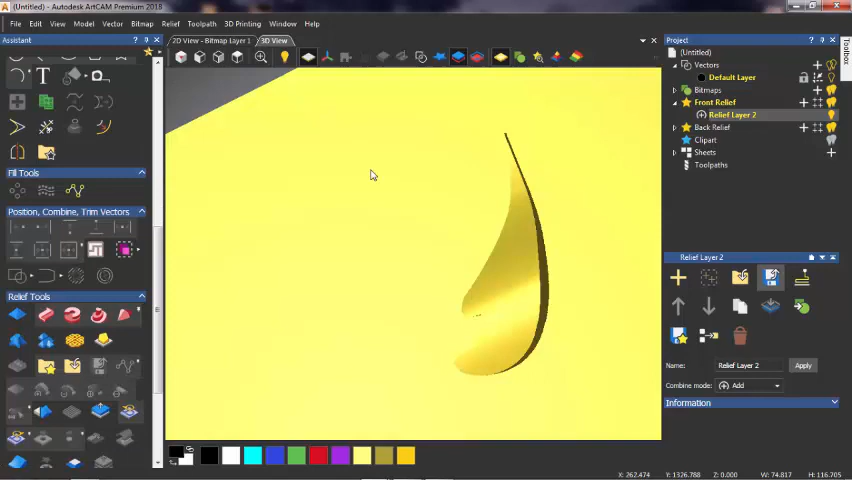 (Untitled) - Autodesk ArtCAM Premium 2018
File Edit Model Vector Bitmap Relief Toolpath 3D Printing Window Help
Assistant
2D View - Bitmap Layer 1 3D View
Project
Toolbox
(Untitled)
Vectors
Default Layer
Bitmaps
Front Relief
Relief Layer 2
Back Relief
Clipart
Sheets
Toolpaths
T
Fill Tools
Position, Combine, Trim Vectors
Relief Tools
Relief Layer 2
Name: Relief Layer 2 Apply
Combine mode: Add
Information
X: 262.474 Y: 1326.788 Z: 0.000 W: 74.817 H: 116.705